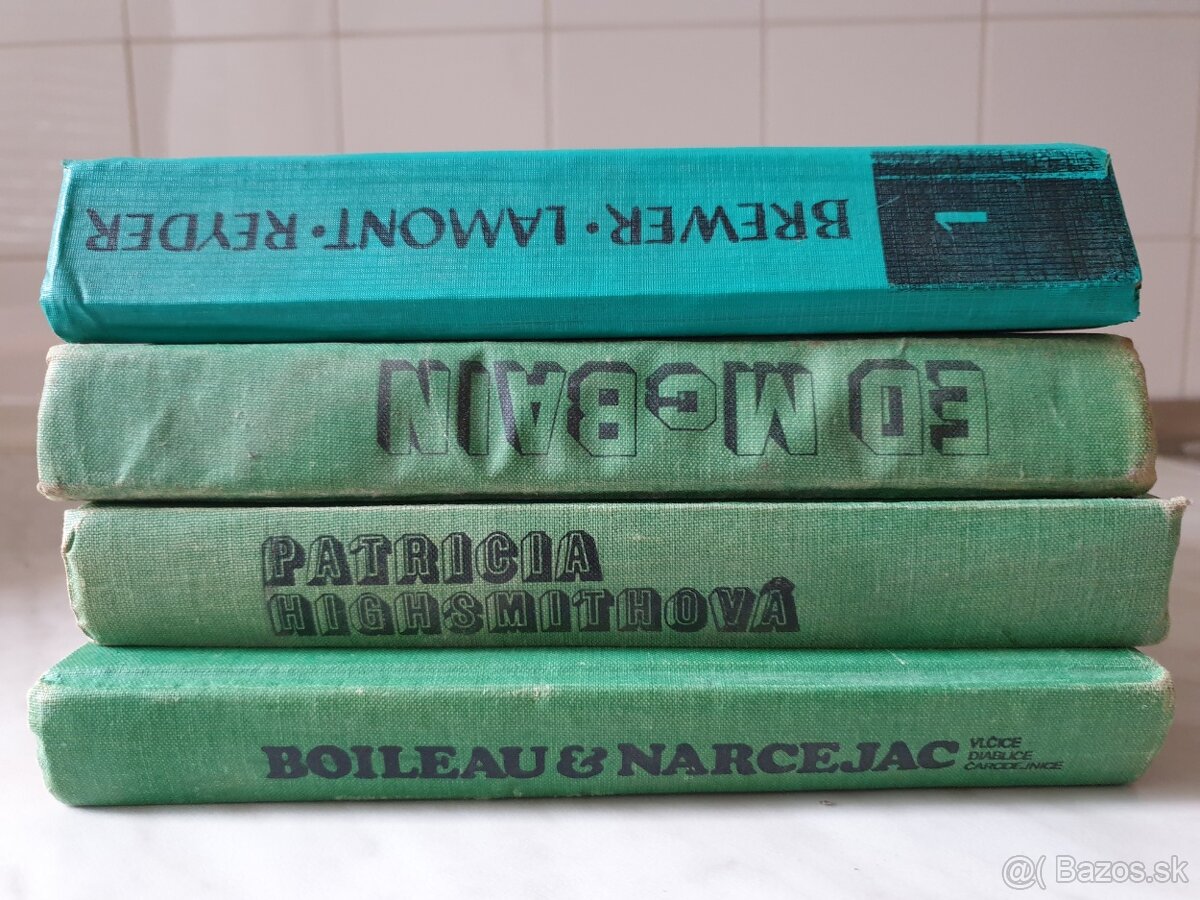 BREWER • LAMONT • REYDER
1
ED McBAIN
PATRICIA
HIGHSMITHOVÁ
BOILEAU & NARCEJAC
VLČICE
DIABLICE
ČARODEJNICE
@( Bazos.sk